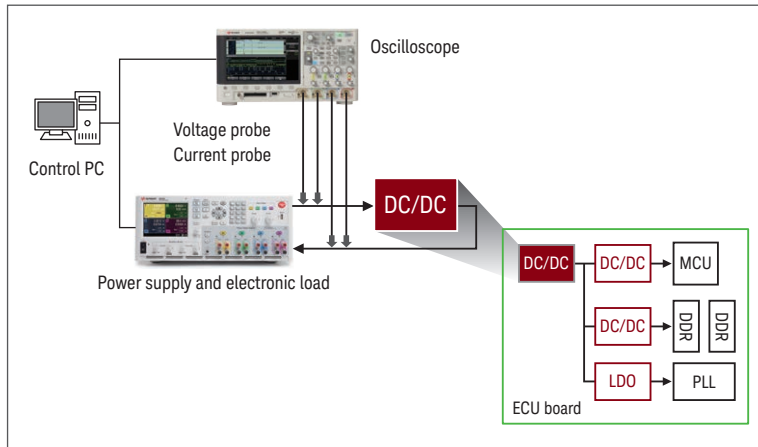 Oscilloscope
Voltage probe
Current probe
Control PC
DC/DC
Power supply and electronic load
DC/DC
DC/DC
MCU
DC/DC
DDR
DDR
LDO
PLL
ECU board